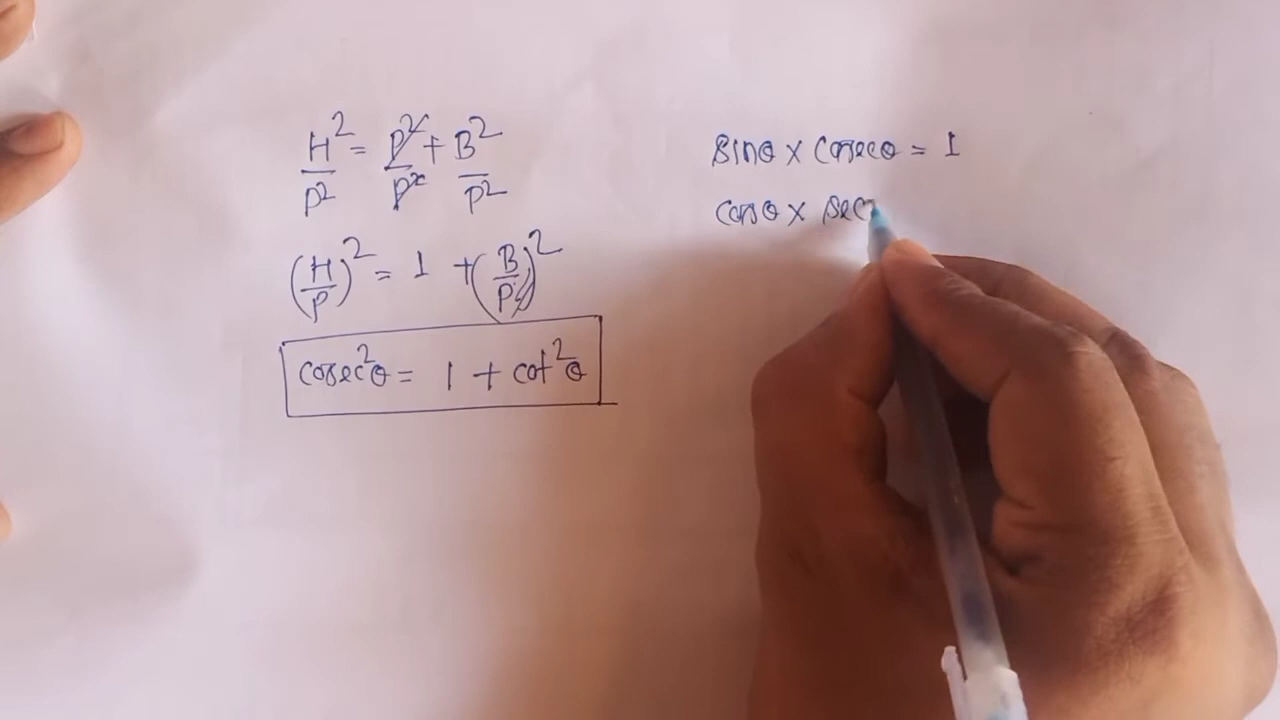 H²/P² = P²/P² + B²/P²
(H/P)² = 1 + (B/P)²
cosec²θ = 1 + cot²θ
sinθ × cosecθ = 1
cosθ × sec